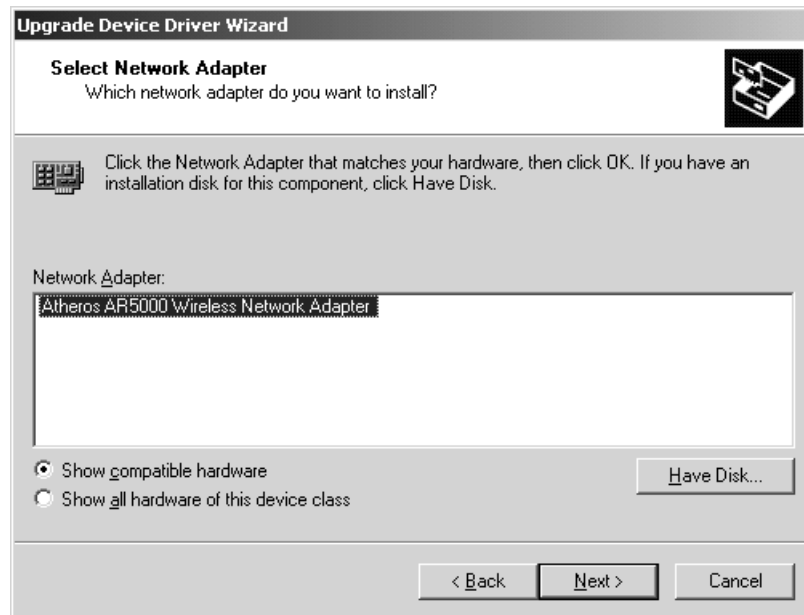 Upgrade Device Driver Wizard
Select Network Adapter
Which network adapter do you want to install?
Click the Network Adapter that matches your hardware, then click OK. If you have an
installation disk for this component, click Have Disk.
Network Adapter:
Atheros AR5000 Wireless Network Adapter
Show compatible hardware
Have Disk...
Show all hardware of this device class
< Back
Next >
Cancel